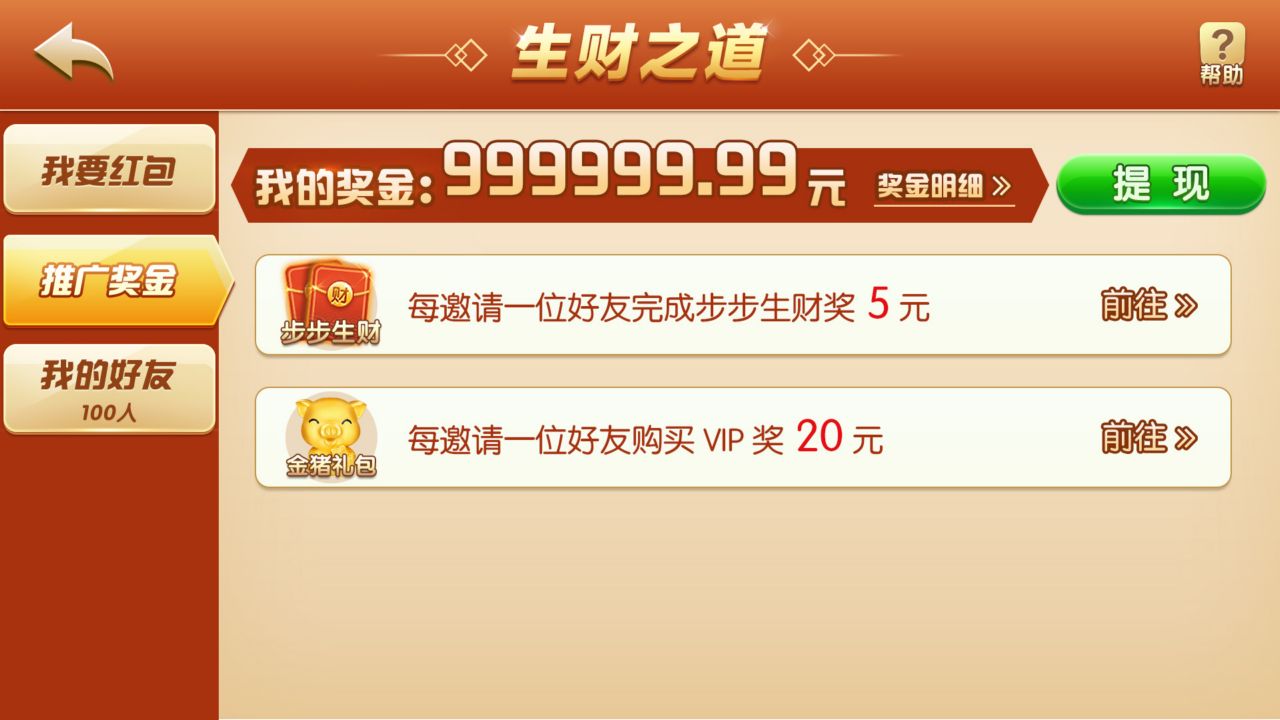 生财之道
?
帮助
我要红包
推广奖金
我的好友
100人
我的奖金:999999.99元
奖金明细
提现
财
步步生财
每邀请一位好友完成步步生财奖 5 元
前往
金猪礼包
每邀请一位好友购买 VIP 奖 20 元
前往